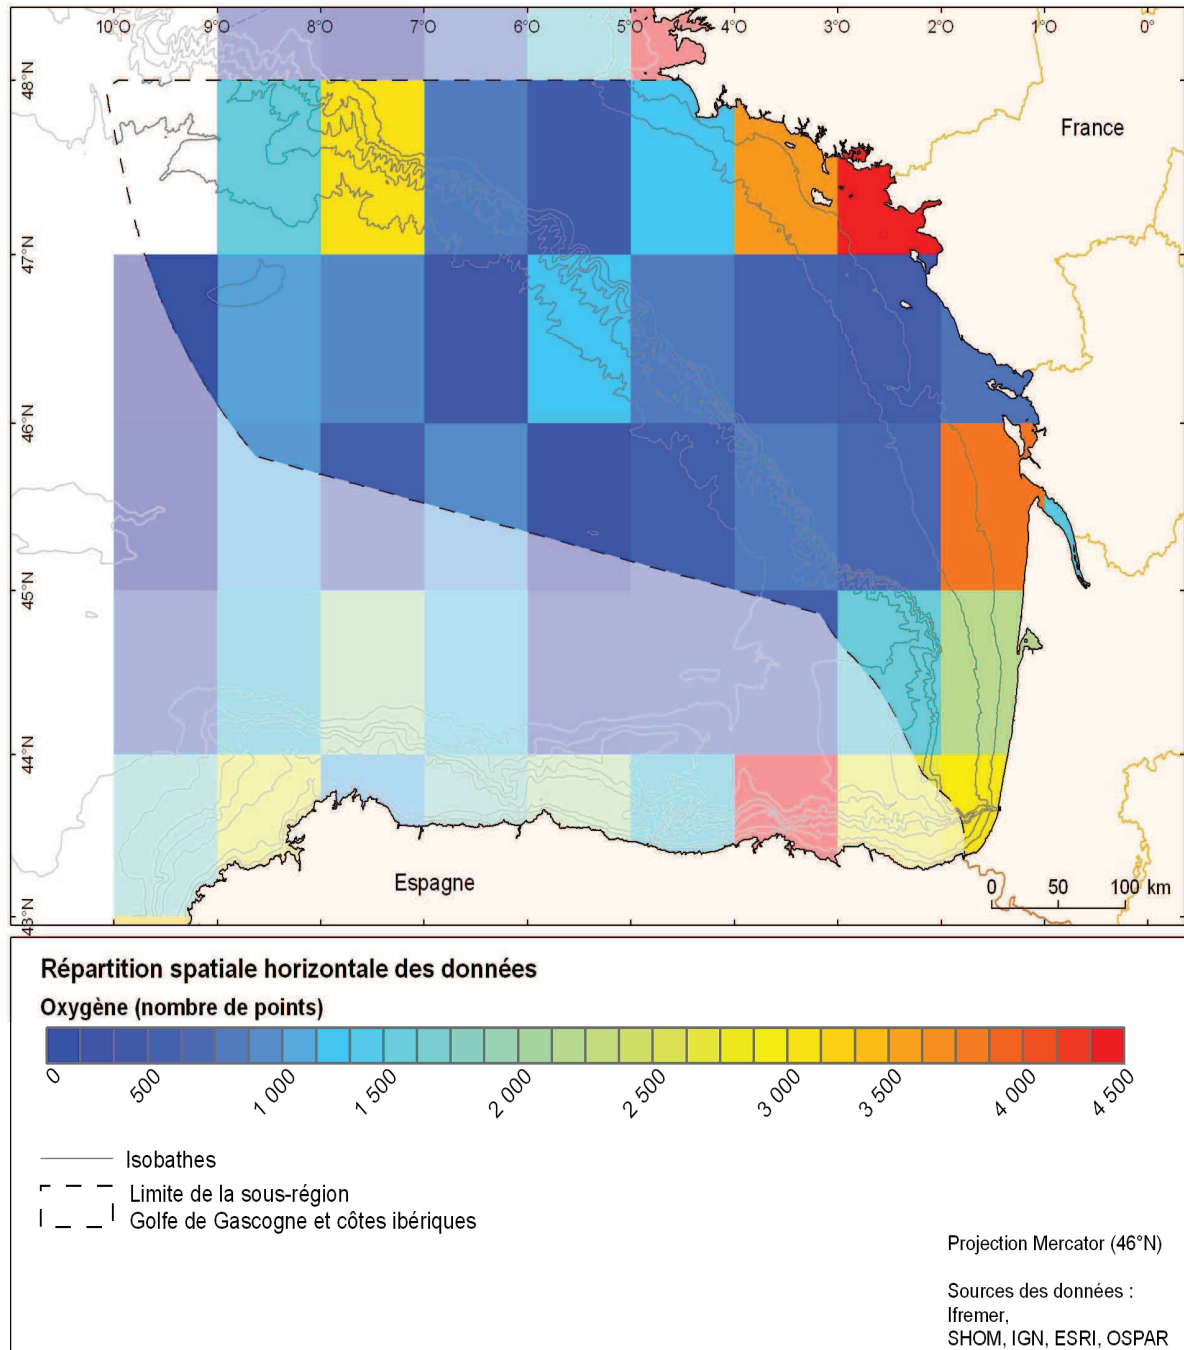 10°O 9°O 8°O 7°O 6°O 5°O 4°O 3°O 2°O 1°O 0°
48°N
France
47°N
46°N
45°N
44°N
Espagne
0 50 100 km
43°N
Répartition spatiale horizontale des données
Oxygène (nombre de points)
0 500 1 000 1 500 2 000 2 500 3 000 3 500 4 000 4 500
Isobathes
Limite de la sous-région
Golfe de Gascogne et côtes ibériques
Projection Mercator (46°N)
Sources des données :
Ifremer,
SHOM, IGN, ESRI, OSPAR